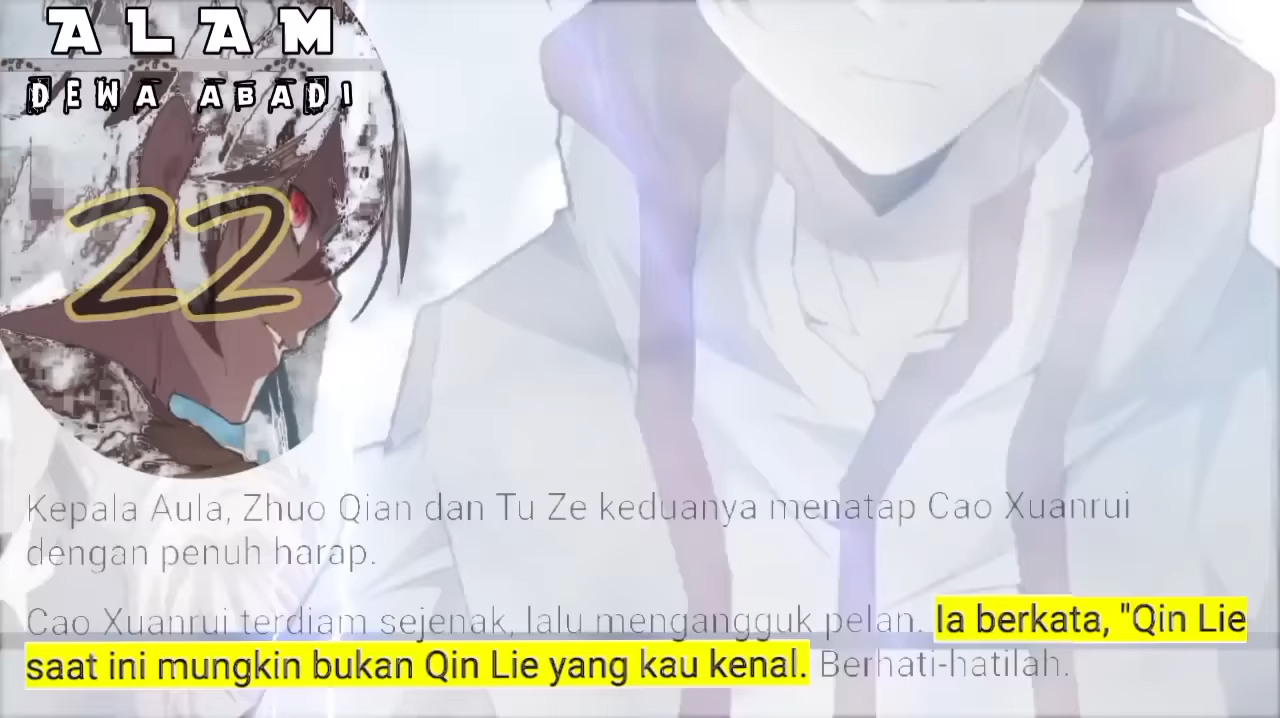 ALAM
DEWA ABADI
22
Kepala Aula, Zhuo Qian dan Tu Ze keduanya menatap Cao Xuanrui
dengan penuh harap.
Cao Xuanrui terdiam sejenak, lalu mengangguk pelan. Ia berkata, "Qin Lie
saat ini mungkin bukan Qin Lie yang kau kenal. Berhati-hatilah.